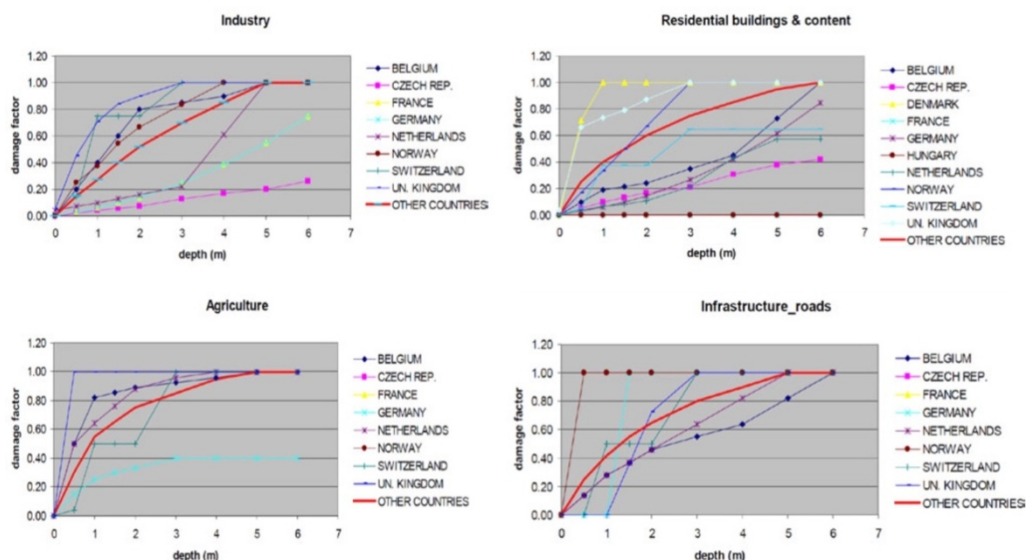 Industry
1.20
1.00
0.80
0.60
0.40
0.20
0.00
damage factor
0 1 2 3 4 5 6 7
depth (m)
BELGIUM
CZECH REP.
FRANCE
GERMANY
NETHERLANDS
NORWAY
SWITZERLAND
UN. KINGDOM
OTHER COUNTRIES
Residential buildings & content
1.20
1.00
0.80
0.60
0.40
0.20
0.00
damage factor
0 1 2 3 4 5 6 7
depth (m)
BELGIUM
CZECH REP.
DENMARK
FRANCE
GERMANY
HUNGARY
NETHERLANDS
NORWAY
SWITZERLAND
UN. KINGDOM
OTHER COUNTRIES
Agriculture
1.20
1.00
0.80
0.60
0.40
0.20
0.00
damage factor
0 1 2 3 4 5 6 7
depth (m)
BELGIUM
CZECH REP.
FRANCE
GERMANY
NETHERLANDS
NORWAY
SWITZERLAND
UN. KINGDOM
OTHER COUNTRIES
Infrastructure_roads
1.20
1.00
0.80
0.60
0.40
0.20
0.00
damage factor
0 1 2 3 4 5 6 7
depth (m)
BELGIUM
CZECH REP.
FRANCE
GERMANY
NETHERLANDS
NORWAY
SWITZERLAND
UN. KINGDOM
OTHER COUNTRIES